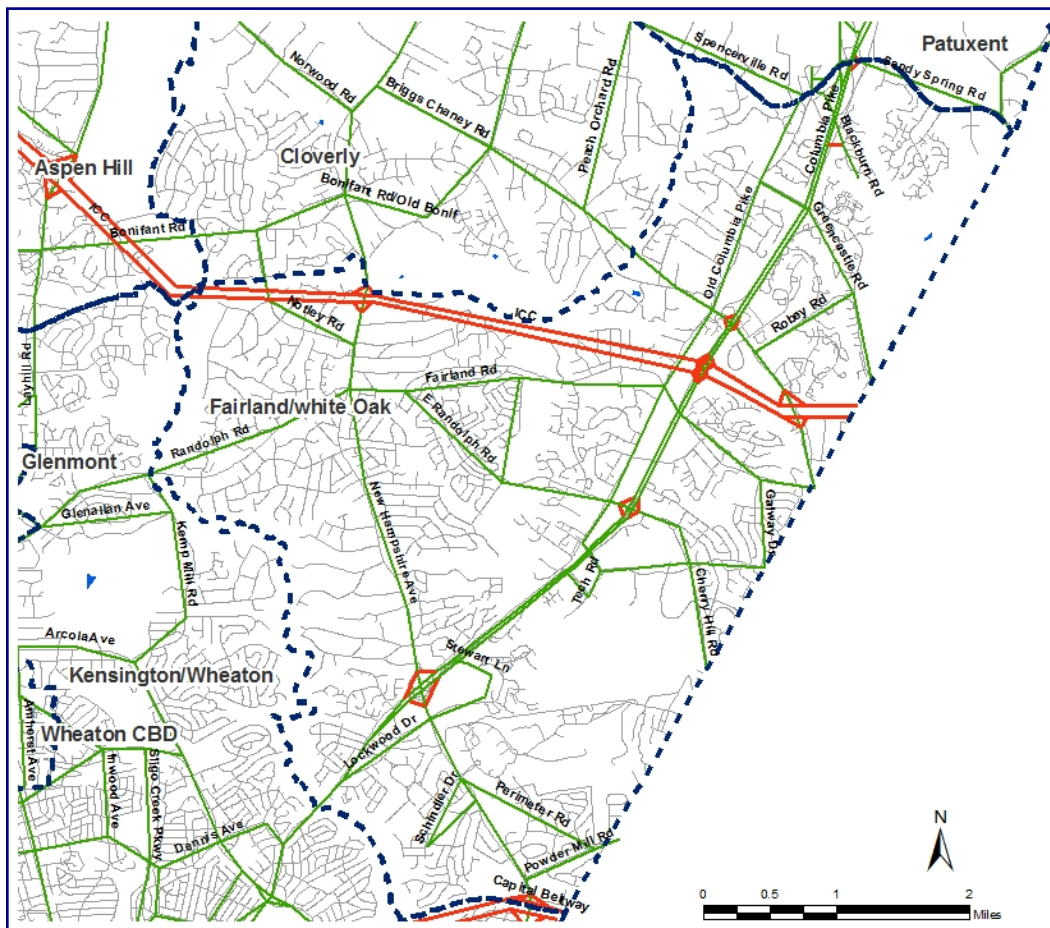 Patuxent
Spencerville Rd
Sandy Spring Rd
Norwood Rd
Briggs Chaney Rd
Peach Orchard Rd
Columbia Pike
Blackburn Rd
Cloverly
Aspen Hill
Bonifant Rd/Old Bonif
ICC
Bonifant Rd
Old Columbia Pike
Greencastle Rd
Notley Rd
ICC
Robey Rd
Layhill Rd
Fairland Rd
Fairland/white Oak
E Randolph Rd
Randolph Rd
Glenmont
Glenallan Ave
Kemp Mill Rd
New Hampshire Ave
Galway Dr
Tech Rd
Cherry Hill Rd
Arcola Ave
Stewart Ln
Kensington/Wheaton
Amherst Ave
Wheaton CBD
Lockwood Dr
Inwood Ave
Sligo Creek Pkwy
Dennis Ave
Schindler Dr
Perimeter Rd
Powder Mill Rd
Capital Beltway
N
0 0.5 1 2
Miles